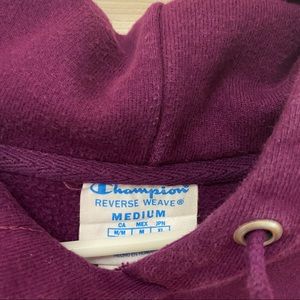 Champion
REVERSE WEAVE®
MEDIUM
CA MEX JPN
M/M M XL